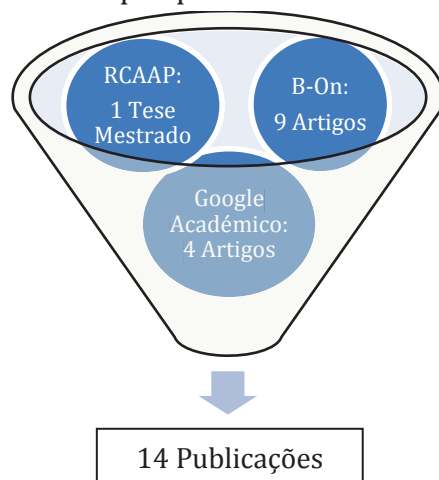 RCAAP:
1 Tese
Mestrado
B-On:
9 Artigos
Google
Académico:
4 Artigos
14 Publicações